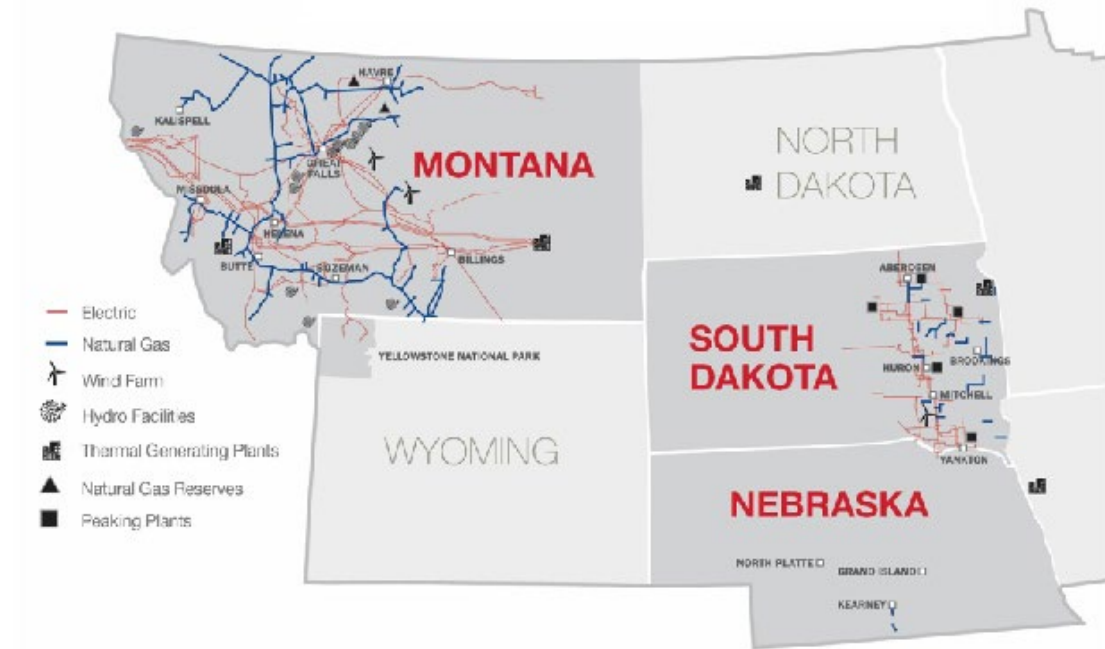 HAVRE
KALISPELL
GREAT
FALLS
MONTANA
MISSOULA
HELENA
BUTTE
BOZEMAN
BILLINGS
NORTH
DAKOTA
ABERDEEN
SOUTH
DAKOTA
BROOKINGS
HURON
MITCHELL
YANKTON
YELLOWSTONE NATIONAL PARK
WYOMING
NEBRASKA
NORTH PLATTE
GRAND ISLAND
KEARNEY
Electric
Natural Gas
Wind Farm
Hydro Facilities
Thermal Generating Plants
Natural Gas Reserves
Peaking Plants